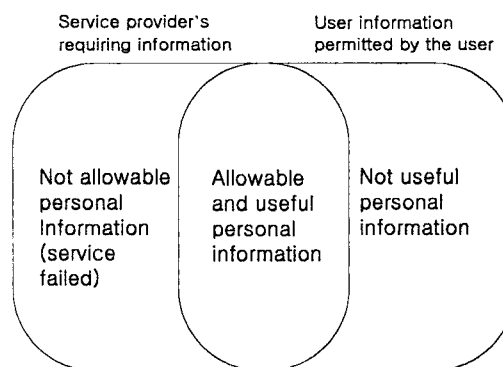 Service provider's
requiring information
User information
permitted by the user
Not allowable
personal
Information
(service
failed)
Allowable
and useful
personal
information
Not useful
personal
information